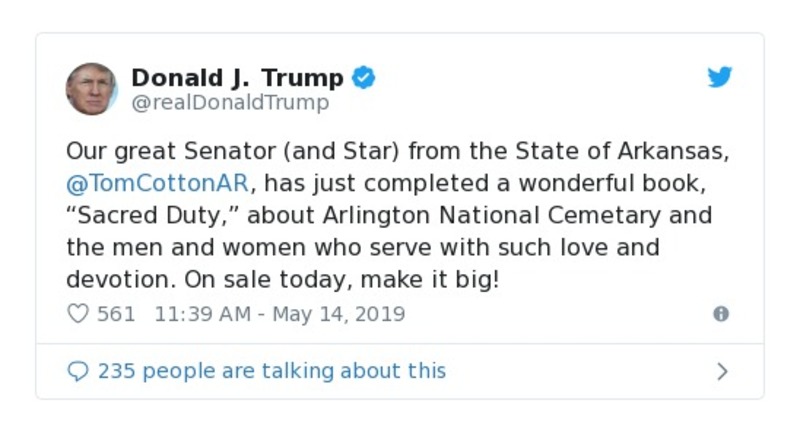 Donald J. Trump
@realDonaldTrump
Our great Senator (and Star) from the State of Arkansas,
@TomCottonAR, has just completed a wonderful book,
“Sacred Duty,” about Arlington National Cemetary and
the men and women who serve with such love and
devotion. On sale today, make it big!
561 11:39 AM - May 14, 2019
235 people are talking about this